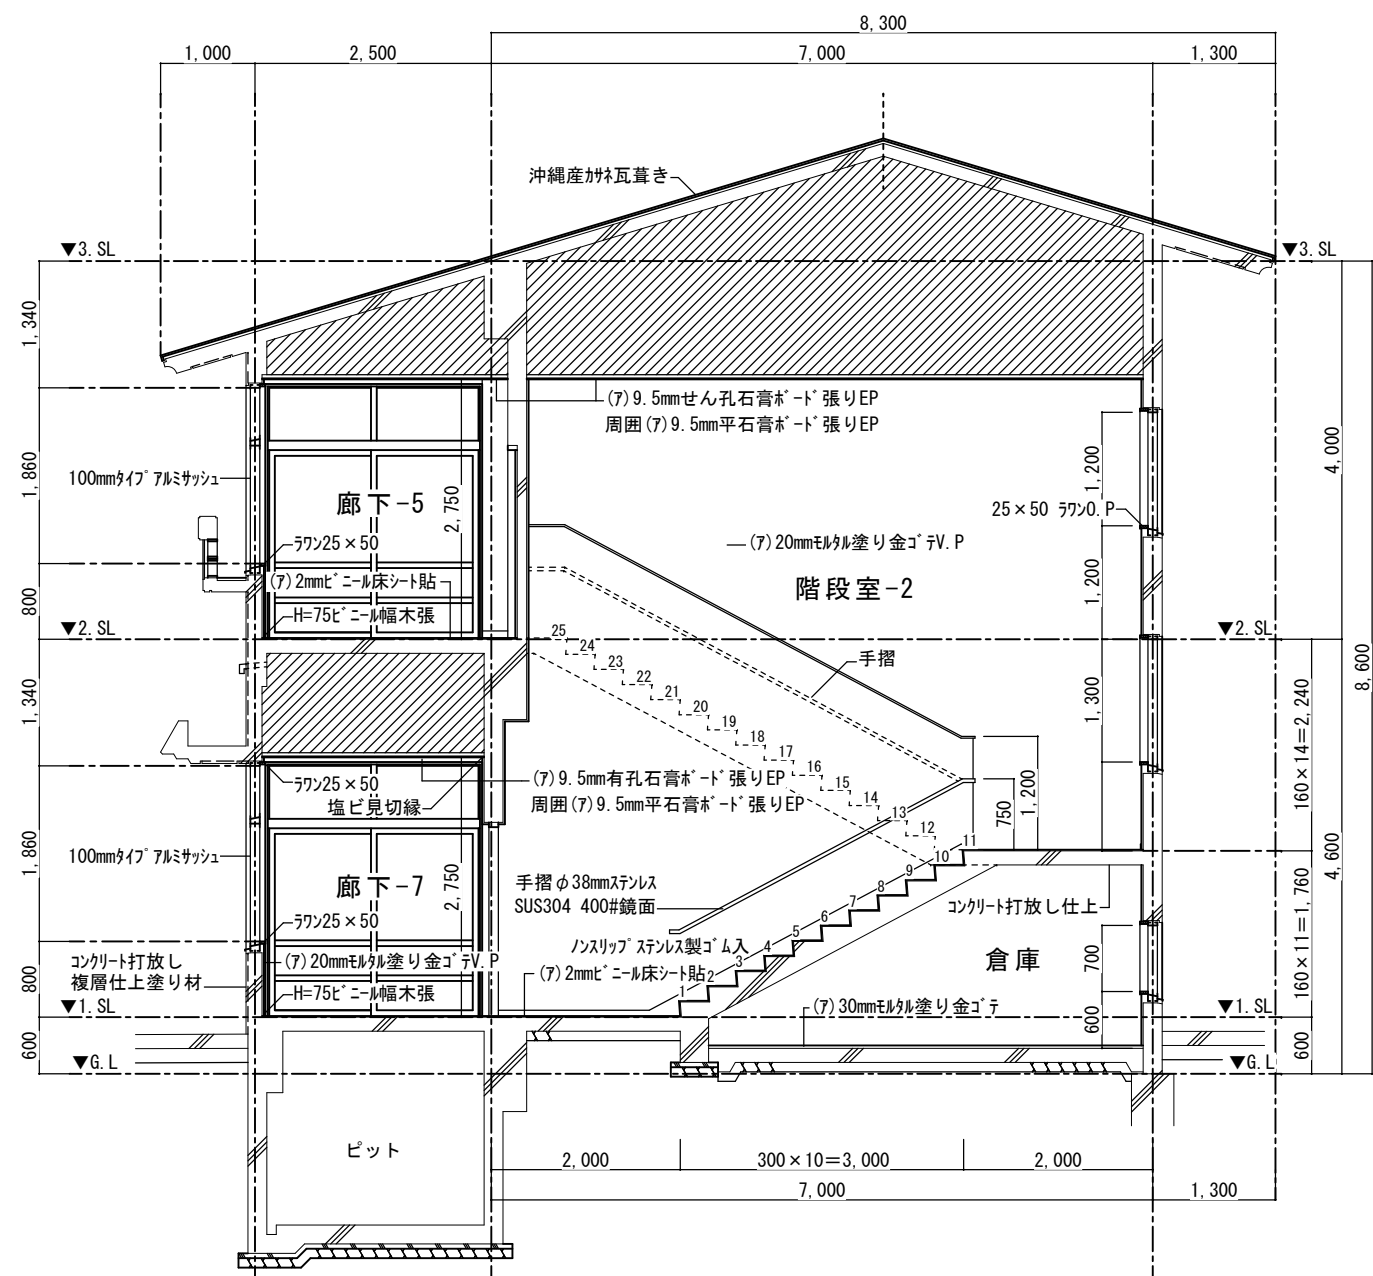 8,300
1,000
2,500
7,000
1,300
沖縄産ｶｻﾈ瓦葺き
▼3.SL
▼3.SL
1,340
(ｱ)9.5mmせん孔石膏ﾎﾞｰﾄﾞ張りEP
周囲(ｱ)9.5mm平石膏ﾎﾞｰﾄﾞ張りEP
100mmﾀｲﾌﾟｱﾙﾐｻｯｼｭ
1,860
廊下-5
2,750
1,200
4,000
25×50 ﾗﾜﾝO.P
ﾗﾜﾝ25×50
(ｱ)20mmﾓﾙﾀﾙ塗り金ｺﾞﾃV.P
(ｱ)2mmﾋﾞﾆｰﾙ床ｼｰﾄ貼
階段室-2
1,200
800
H=75ﾋﾞﾆｰﾙ幅木張
▼2.SL
▼2.SL
25
24
23
22
21
20
19
18
17
16
15
14
13
12
11
10
9
8
7
6
5
4
3
2
1
手摺
8,600
1,340
1,300
160×14=2,240
(ｱ)9.5mm有孔石膏ﾎﾞｰﾄﾞ張りEP
周囲(ｱ)9.5mm平石膏ﾎﾞｰﾄﾞ張りEP
ﾗﾜﾝ25×50
塩ビ見切縁
750
1,200
100mmﾀｲﾌﾟｱﾙﾐｻｯｼｭ
1,860
廊下-7
2,750
4,600
手摺φ38mmｽﾃﾝﾚｽ
SUS304 400#鏡面
ｺﾝｸﾘｰﾄ打放し仕上
ﾗﾜﾝ25×50
ﾉﾝｽﾘｯﾌﾟｽﾃﾝﾚｽ製ｺﾞﾑ入
160×11=1,760
倉庫
700
ｺﾝｸﾘｰﾄ打放し
複層仕上塗り材
(ｱ)20mmﾓﾙﾀﾙ塗り金ｺﾞﾃV.P
(ｱ)2mmﾋﾞﾆｰﾙ床ｼｰﾄ貼
800
H=75ﾋﾞﾆｰﾙ幅木張
▼1.SL
▼1.SL
(ｱ)30mmﾓﾙﾀﾙ塗り金ｺﾞﾃ
600
600
600
▼G.L
▼G.L
ピット
2,000
300×10=3,000
2,000
7,000
1,300